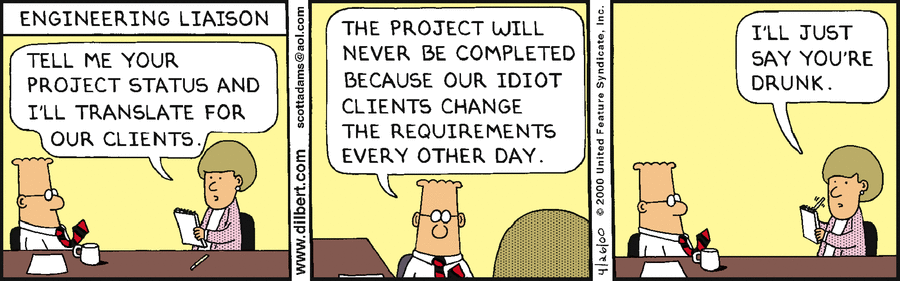 ENGINEERING LIAISON
TELL ME YOUR
PROJECT STATUS AND
I'LL TRANSLATE FOR
OUR CLIENTS.
www.dilbert.com
scottadams@aol.com
THE PROJECT WILL
NEVER BE COMPLETED
BECAUSE OUR IDIOT
CLIENTS CHANGE
THE REQUIREMENTS
EVERY OTHER DAY.
4/26/00 © 2000 United Feature Syndicate, Inc.
I'LL JUST
SAY YOU'RE
DRUNK.